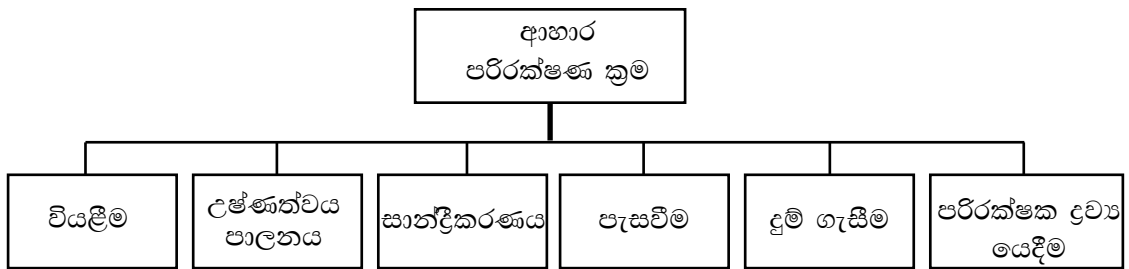 ආහාර
පරිරක්ෂණ ක්‍රම
වියළීම
උෂ්ණත්වය
පාලනය
සාන්ද්‍රීකරණය
පැසවීම
දුම් ගැසීම
පරිරක්ෂක ද්‍රව්‍ය
යෙදීම